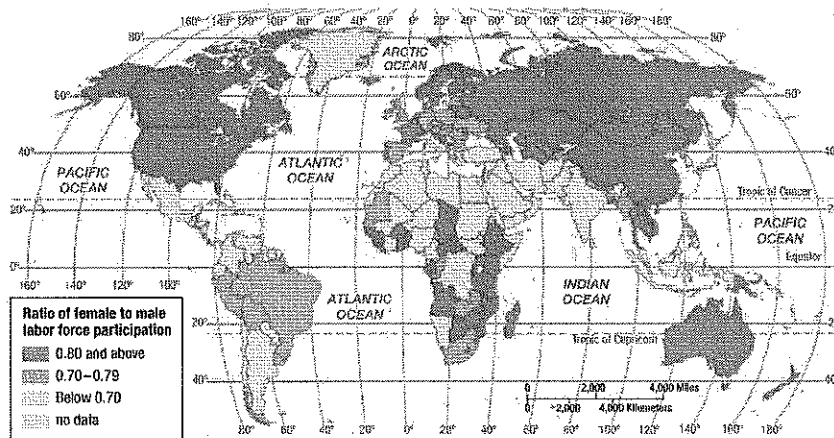 160° 140° 120° 100° 80° 60° 40° 20° 0° 20° 40° 60° 80° 100° 120° 140° 160° 180°
80° 80°
ARCTIC
OCEAN
60° 60°
40° 40
PACIFIC
OCEAN
ATLANTIC
OCEAN
Tropic of Cancer
20° 20
PACIFIC
OCEAN
Equator
0°
160° 140° 120° 100°
INDIAN
OCEAN
ATLANTIC
OCEAN
20° Tropic of Capricorn
Ratio of female to male
labor force participation
0.80 and above
0.70–0.79
Below 0.70
no data
40°
0 2,000 4,000 Miles
0 2,000 4,000 Kilometers
80° 60° 40° 20° 0° 20° 40° 60° 80° 100° 120° 140° 160° 180°